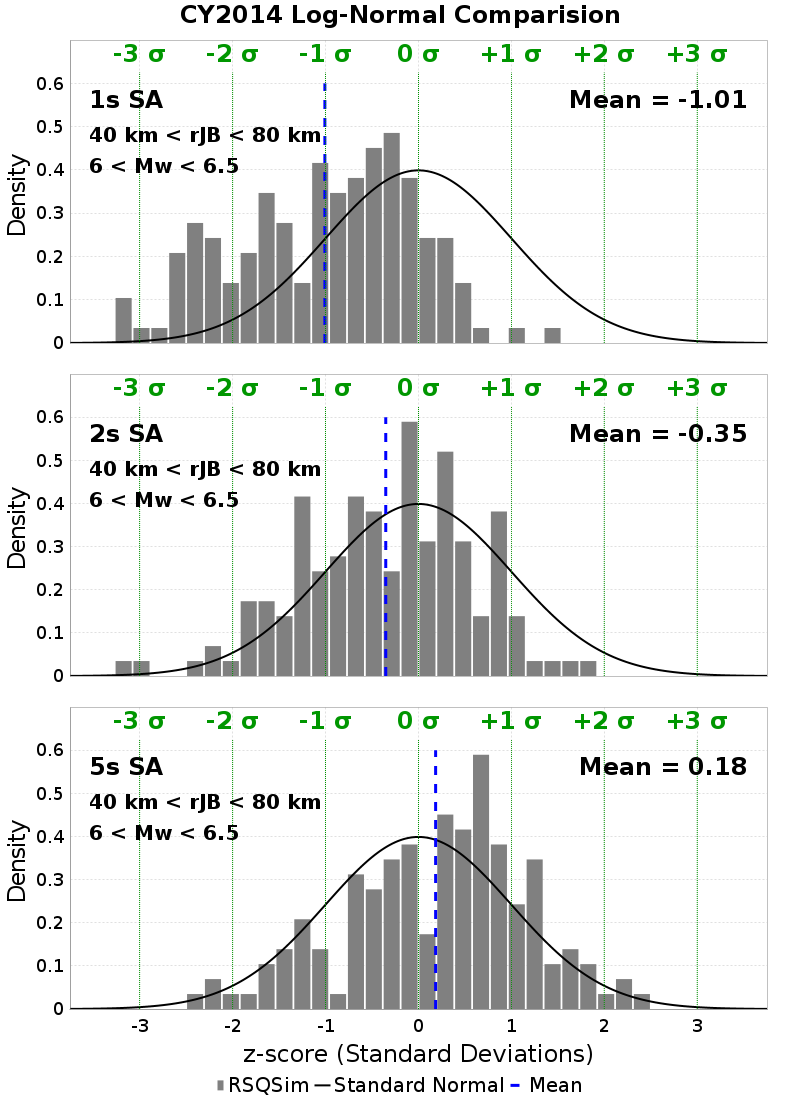 CY2014 Log-Normal Comparision
-3 σ -2 σ -1 σ 0 σ +1 σ +2 σ +3 σ
0.6
1s SA Mean = -1.01
0.5
40 km < rJB < 80 km
0.4
6 < Mw < 6.5
0.3
0.2
0.1
0
Density
-3 σ -2 σ -1 σ 0 σ +1 σ +2 σ +3 σ
0.6
2s SA Mean = -0.35
0.5
40 km < rJB < 80 km
0.4
6 < Mw < 6.5
0.3
0.2
0.1
0
Density
-3 σ -2 σ -1 σ 0 σ +1 σ +2 σ +3 σ
0.6
5s SA Mean = 0.18
0.5
40 km < rJB < 80 km
0.4
6 < Mw < 6.5
0.3
0.2
0.1
0
Density
-3 -2 -1 0 1 2 3
z-score (Standard Deviations)
RSQSim Standard Normal Mean